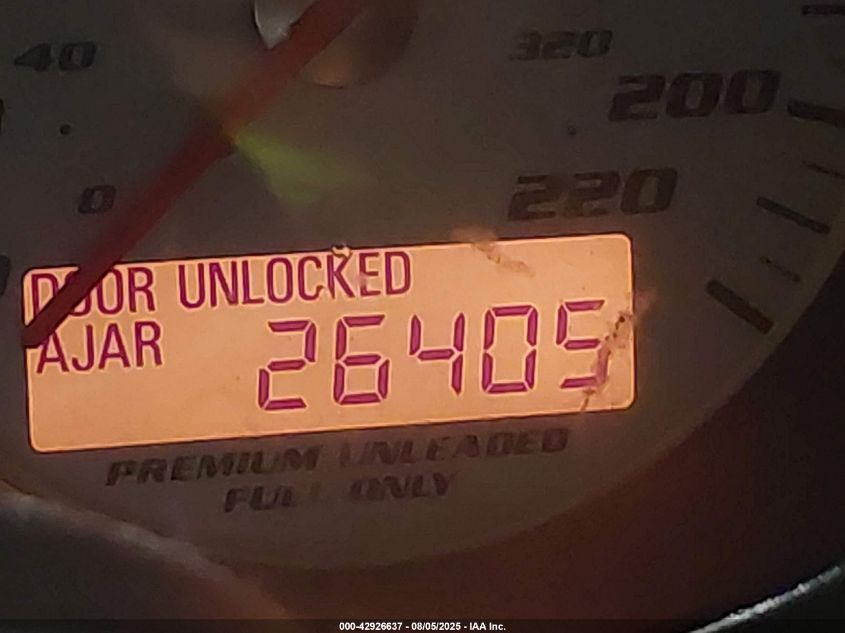 40
320
200
0
220
DOOR UNLOCKED
AJAR
26405
PREMIUM UNLEADED
FUEL ONLY
000-42926637 - 08/05/2025 - IAA Inc.